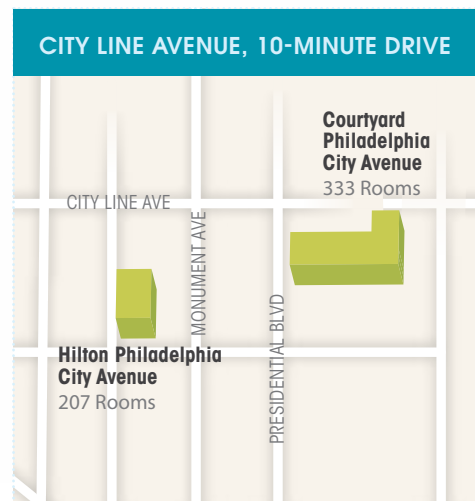 CITY LINE AVENUE, 10-MINUTE DRIVE
Courtyard
Philadelphia
City Avenue
333 Rooms
CITY LINE AVE
MONUMENT AVE
PRESIDENTIAL BLVD
Hilton Philadelphia
City Avenue
207 Rooms